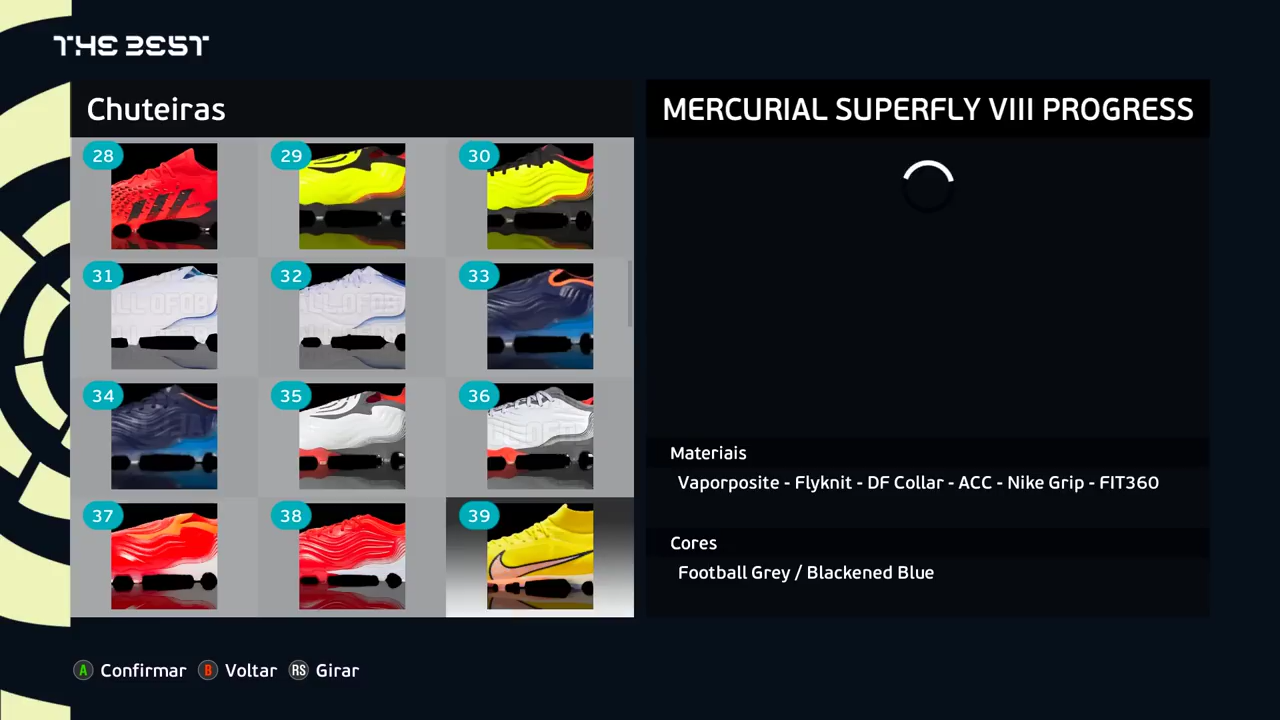 THE BEST
Chuteiras
MERCURIAL SUPERFLY VIII PROGRESS
28 29 30
31 32 33
34 35 36
37 38 39
Materiais
Vaporposite - Flyknit - DF Collar - ACC - Nike Grip - FIT360
Cores
Football Grey / Blackened Blue
A Confirmar B Voltar RS Girar